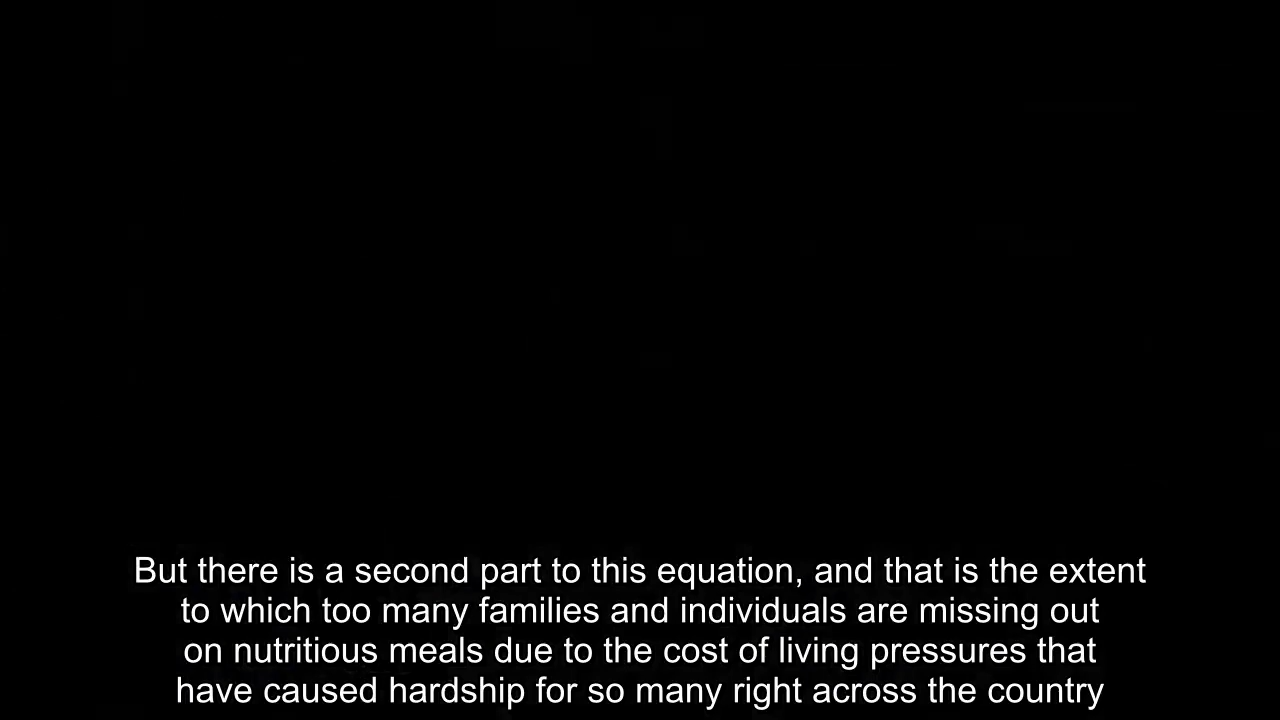 But there is a second part to this equation, and that is the extent
to which too many families and individuals are missing out
on nutritious meals due to the cost of living pressures that
have caused hardship for so many right across the country